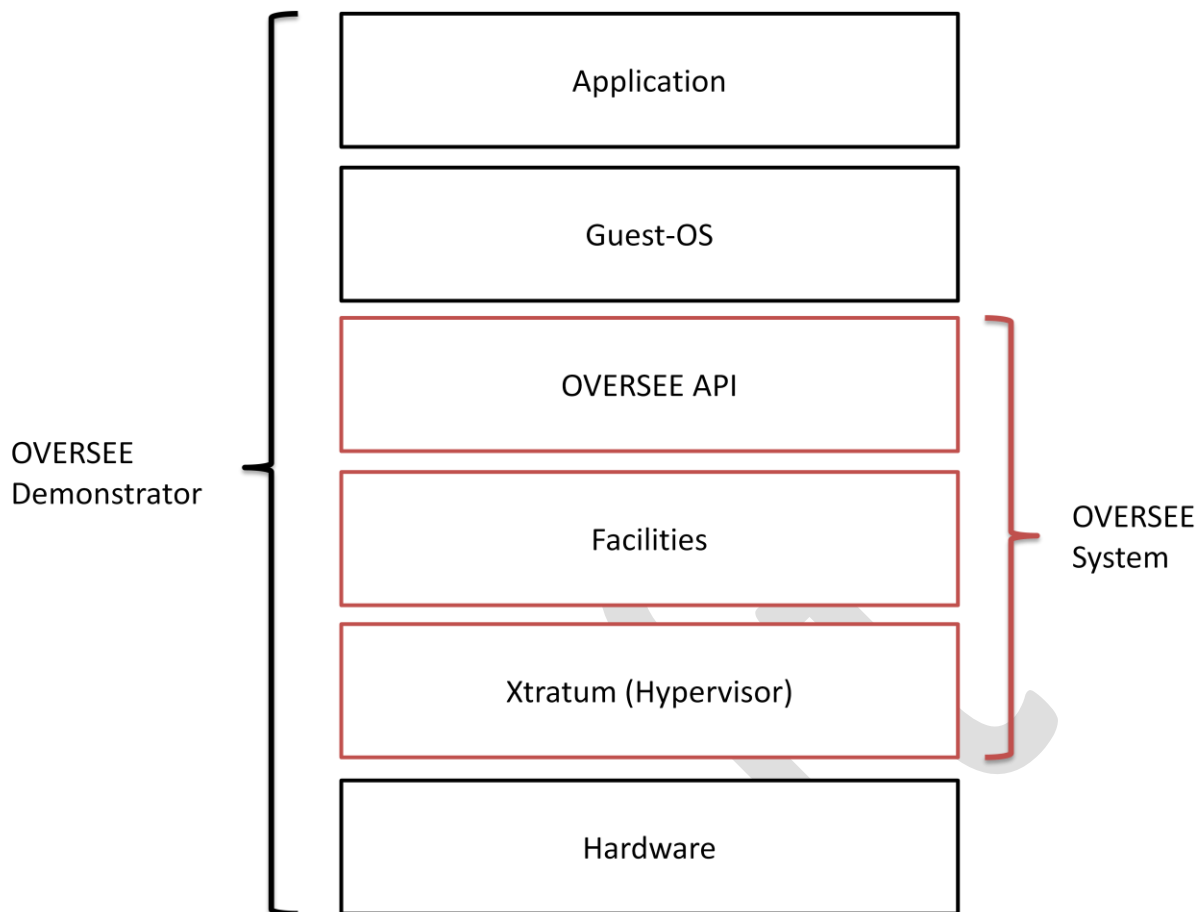 Application
Guest-OS
OVERSEE API
OVERSEE
Demonstrator
Facilities
OVERSEE
System
Xtratum (Hypervisor)
Hardware